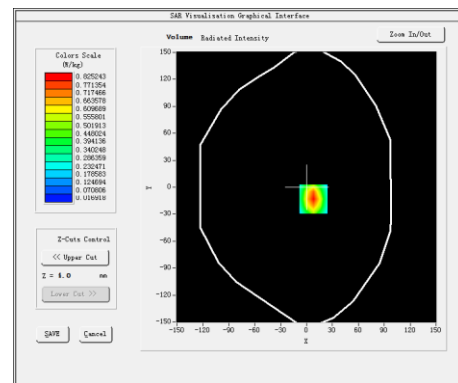 SAR Visualisation Graphical Interface
Volume Radiated Intensity
Zoom In/Out
Colors Scale
(W/kg)
0.825243
0.771354
0.717466
0.663578
0.609689
0.555801
0.501913
0.448024
0.394136
0.340248
0.286359
0.232471
0.178583
0.124694
0.070806
0.016918
Z-Cuts Control
<< Upper Cut
Z = 1.0 mm
Lower Cut >>
SAVE Cancel
150
120
90
60
30
0
-30
-60
-90
-120
-150
Y
-150 -120 -90 -60 -30 0 30 60 90 120 150
X